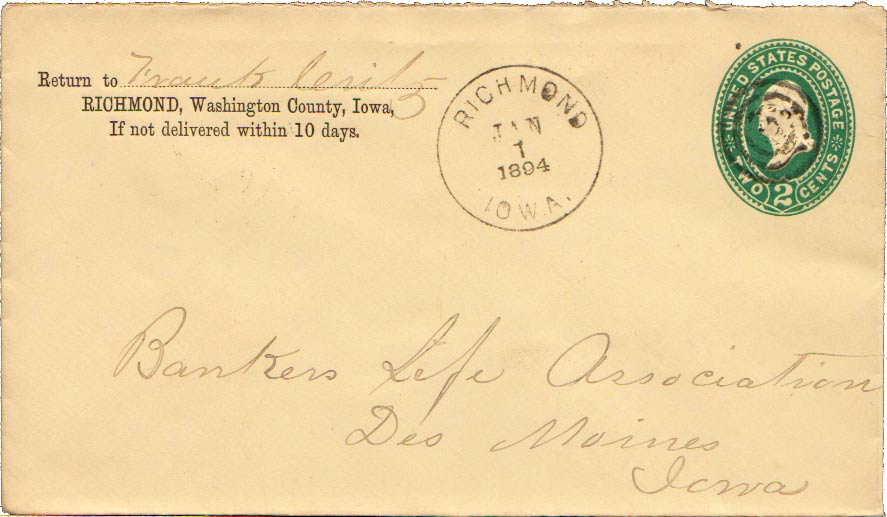 Return to Frank
RICHMOND, Washington County, Iowa,
If not delivered within 10 days.
RICHMOND
JAN
1
1894
IOWA.
UNITED STATES POSTAGE
TWO 2 CENTS
Bankers Life Association
Des Moines
Iowa